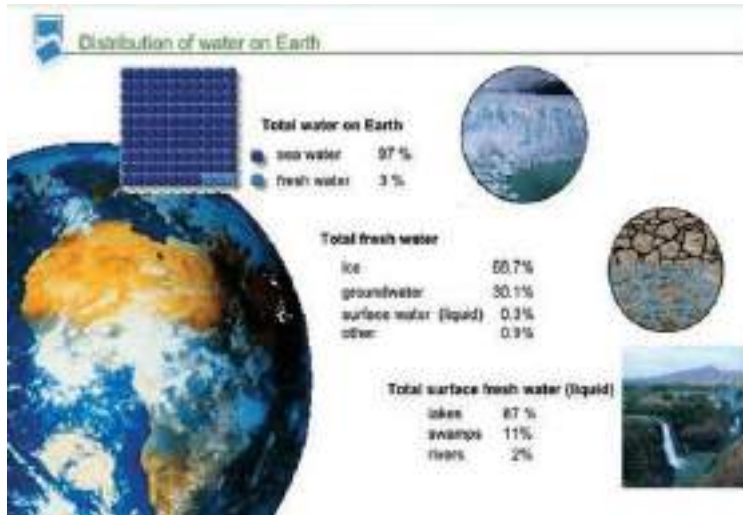 Distribution of water on Earth
Total water on Earth
sea water 97 %
fresh water 3 %
Total fresh water
ice 68.7%
groundwater 30.1%
surface water (liquid) 0.3%
other 0.9%
Total surface fresh water (liquid)
lakes 87 %
swamps 11%
rivers 2%